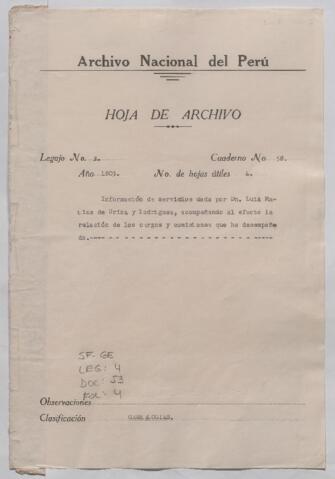 Archivo Nacional del Perú
HOJA DE ARCHIVO
Legajo No. 2. Cuaderno No 58.
Año 1803. No. de hojas útiles 4.
Información de servicios dada por Dn. Luis Ma-
tias de Uriza y Rodriguez, acompañando al efecto la
relación de los cargos y comisiones que ha desempeña
do.
SF-GE
LEG: 4
DOC: 53
FOL: 4
Observaciones
Clasificación